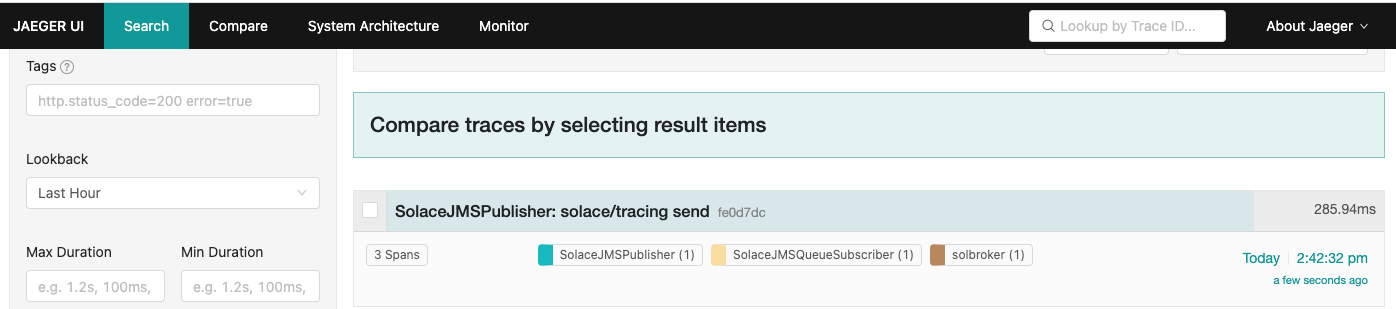 JAEGER UI Search Compare System Architecture Monitor Lookup by Trace ID... About Jaeger
Tags ?
http.status_code=200 error=true
Lookback
Last Hour
Max Duration Min Duration
e.g. 1.2s, 100ms, e.g. 1.2s, 100ms,
Compare traces by selecting result items
SolaceJMSPublisher: solace/tracing send fe0d7dc 285.94ms
3 Spans SolaceJMSPublisher (1) SolaceJMSQueueSubscriber (1) solbroker (1) Today 2:42:32 pm
a few seconds ago